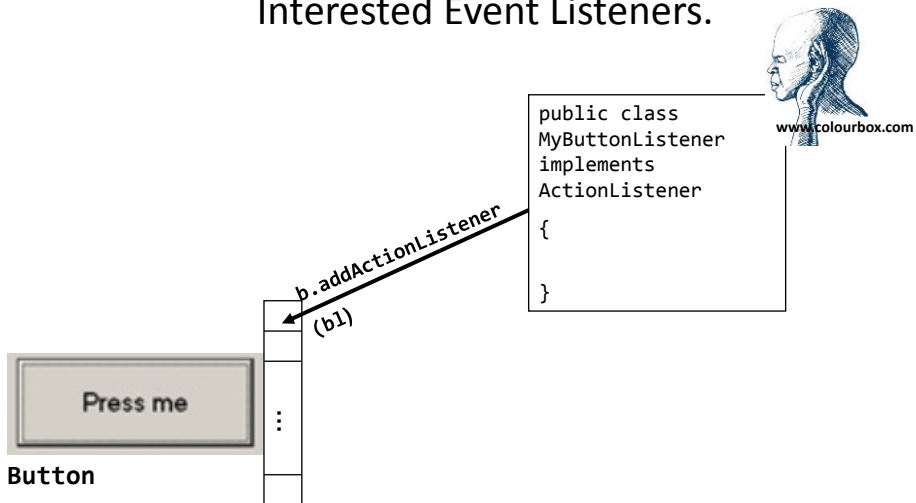 Interested Event Listeners.
public class
MyButtonListener
implements
ActionListener
{
}
www.colourbox.com
b.addActionListener
(bl)
Press me
⋮
Button